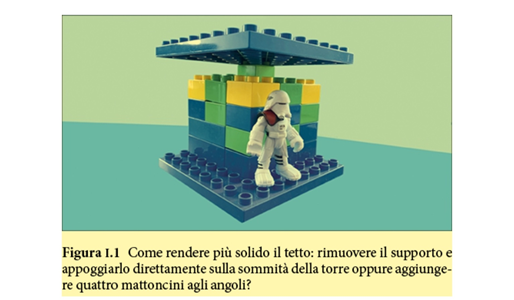 Figura I.1 Come rendere più solido il tetto: rimuovere il supporto e
appoggiarlo direttamente sulla sommità della torre oppure aggiunge-
re quattro mattoncini agli angoli?